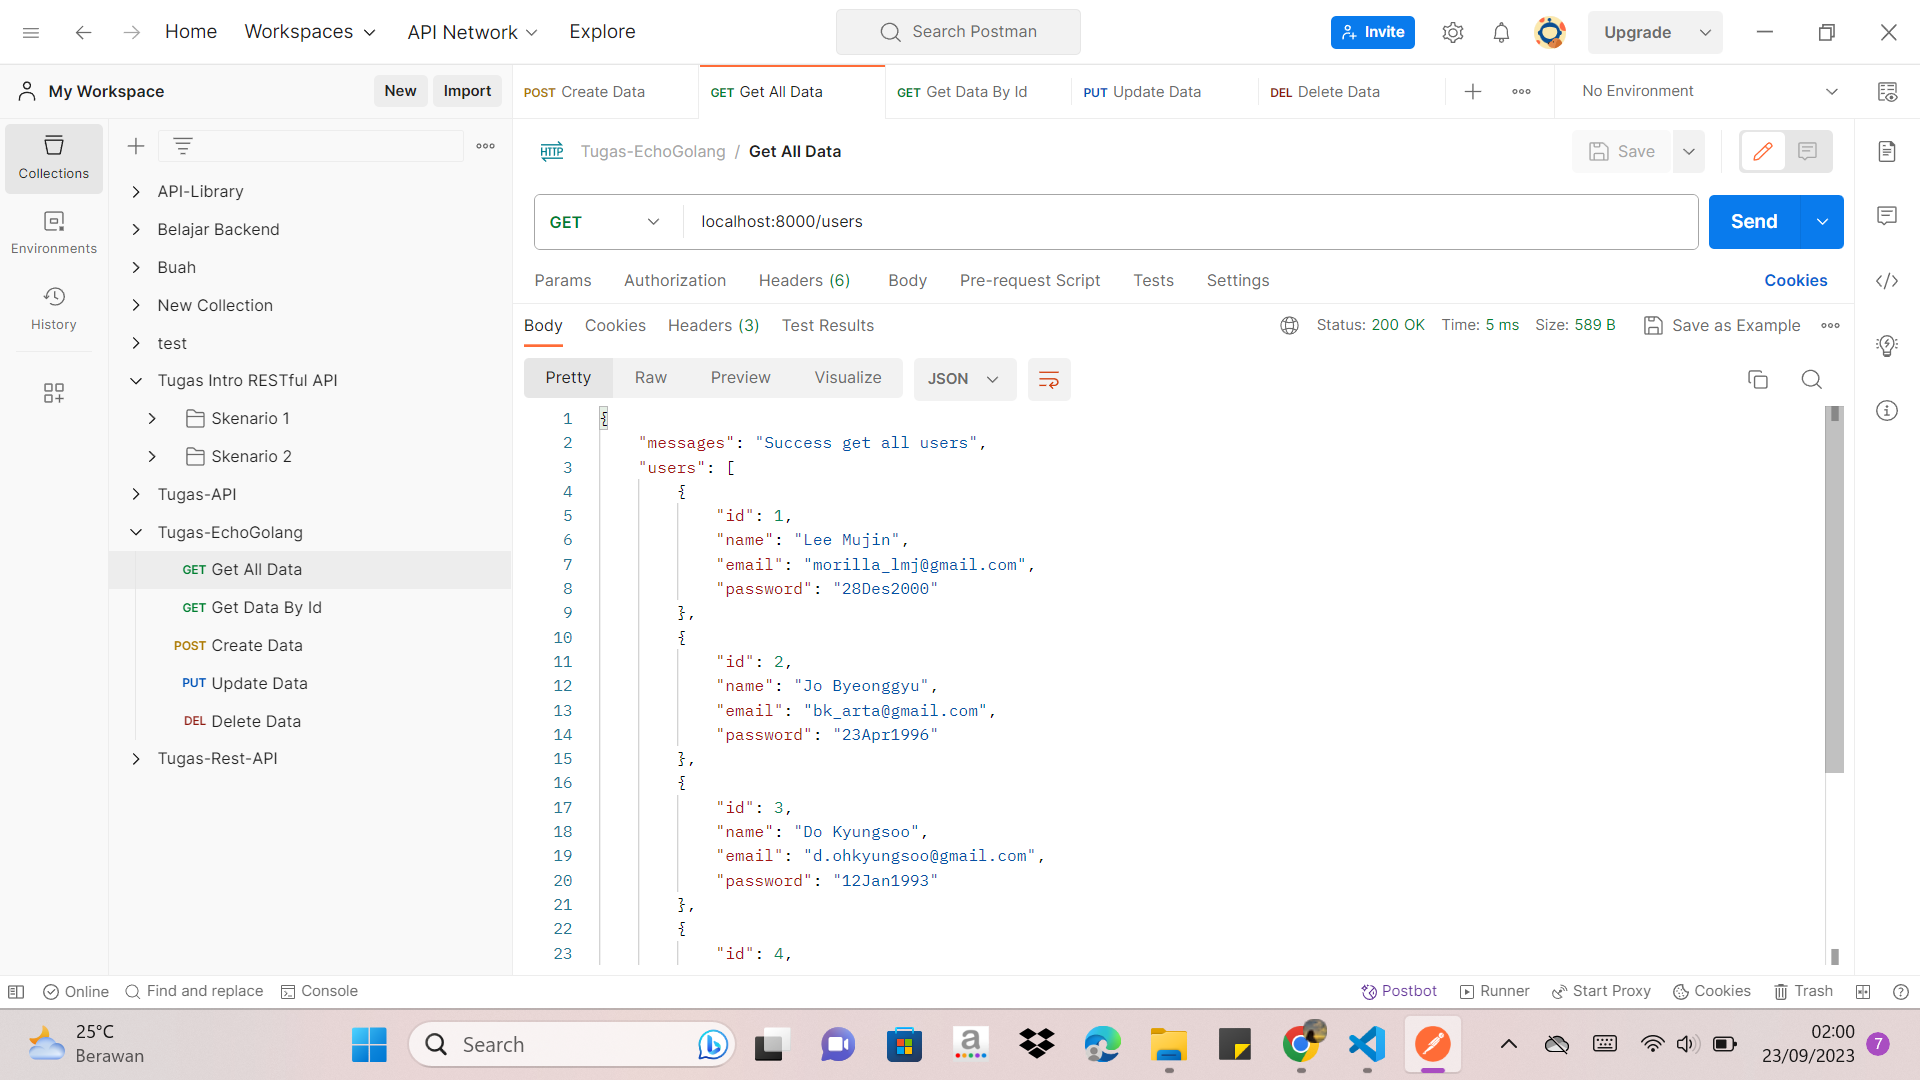 Home
Workspaces
API Network
Explore
Search Postman
Invite
Upgrade
My Workspace
New
Import
POST Create Data
GET Get All Data
GET Get Data By Id
PUT Update Data
DEL Delete Data
No Environment
Collections
Environments
History
API-Library
Belajar Backend
Buah
New Collection
test
Tugas Intro RESTful API
Skenario 1
Skenario 2
Tugas-API
Tugas-EchoGolang
GET Get All Data
GET Get Data By Id
POST Create Data
PUT Update Data
DEL Delete Data
Tugas-Rest-API
HTTP Tugas-EchoGolang / Get All Data
Save
GET localhost:8000/users
Send
Params Authorization Headers (6) Body Pre-request Script Tests Settings
Cookies
Body Cookies Headers (3) Test Results
Status: 200 OK Time: 5 ms Size: 589 B
Save as Example
Pretty Raw Preview Visualize JSON
1 {
2 "messages": "Success get all users",
3 "users": [
4 {
5 "id": 1,
6 "name": "Lee Mujin",
7 "email": "morilla_lmj@gmail.com",
8 "password": "28Des2000"
9 },
10 {
11 "id": 2,
12 "name": "Jo Byeonggyu",
13 "email": "bk_arta@gmail.com",
14 "password": "23Apr1996"
15 },
16 {
17 "id": 3,
18 "name": "Do Kyungsoo",
19 "email": "d.ohkyungsoo@gmail.com",
20 "password": "12Jan1993"
21 },
22 {
23 "id": 4,
Online
Find and replace
Console
Postbot
Runner
Start Proxy
Cookies
Trash
25°C
Berawan
Search
a
02:00
23/09/2023
7